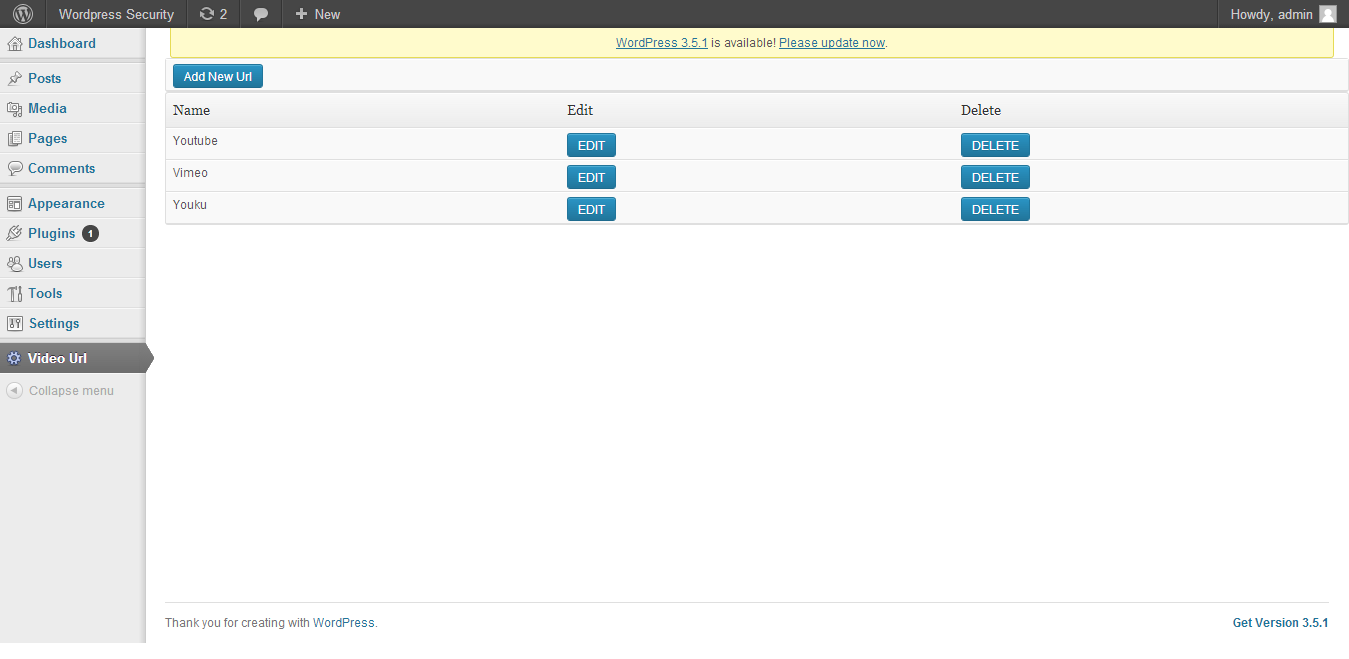 Wordpress Security 2 New Howdy, admin
Dashboard
WordPress 3.5.1 is available! Please update now.
Posts
Media
Pages
Comments
Appearance
Plugins 1
Users
Tools
Settings
Video Url
Collapse menu
Add New Url
Name Edit Delete
Youtube EDIT DELETE
Vimeo EDIT DELETE
Youku EDIT DELETE
Thank you for creating with WordPress. Get Version 3.5.1